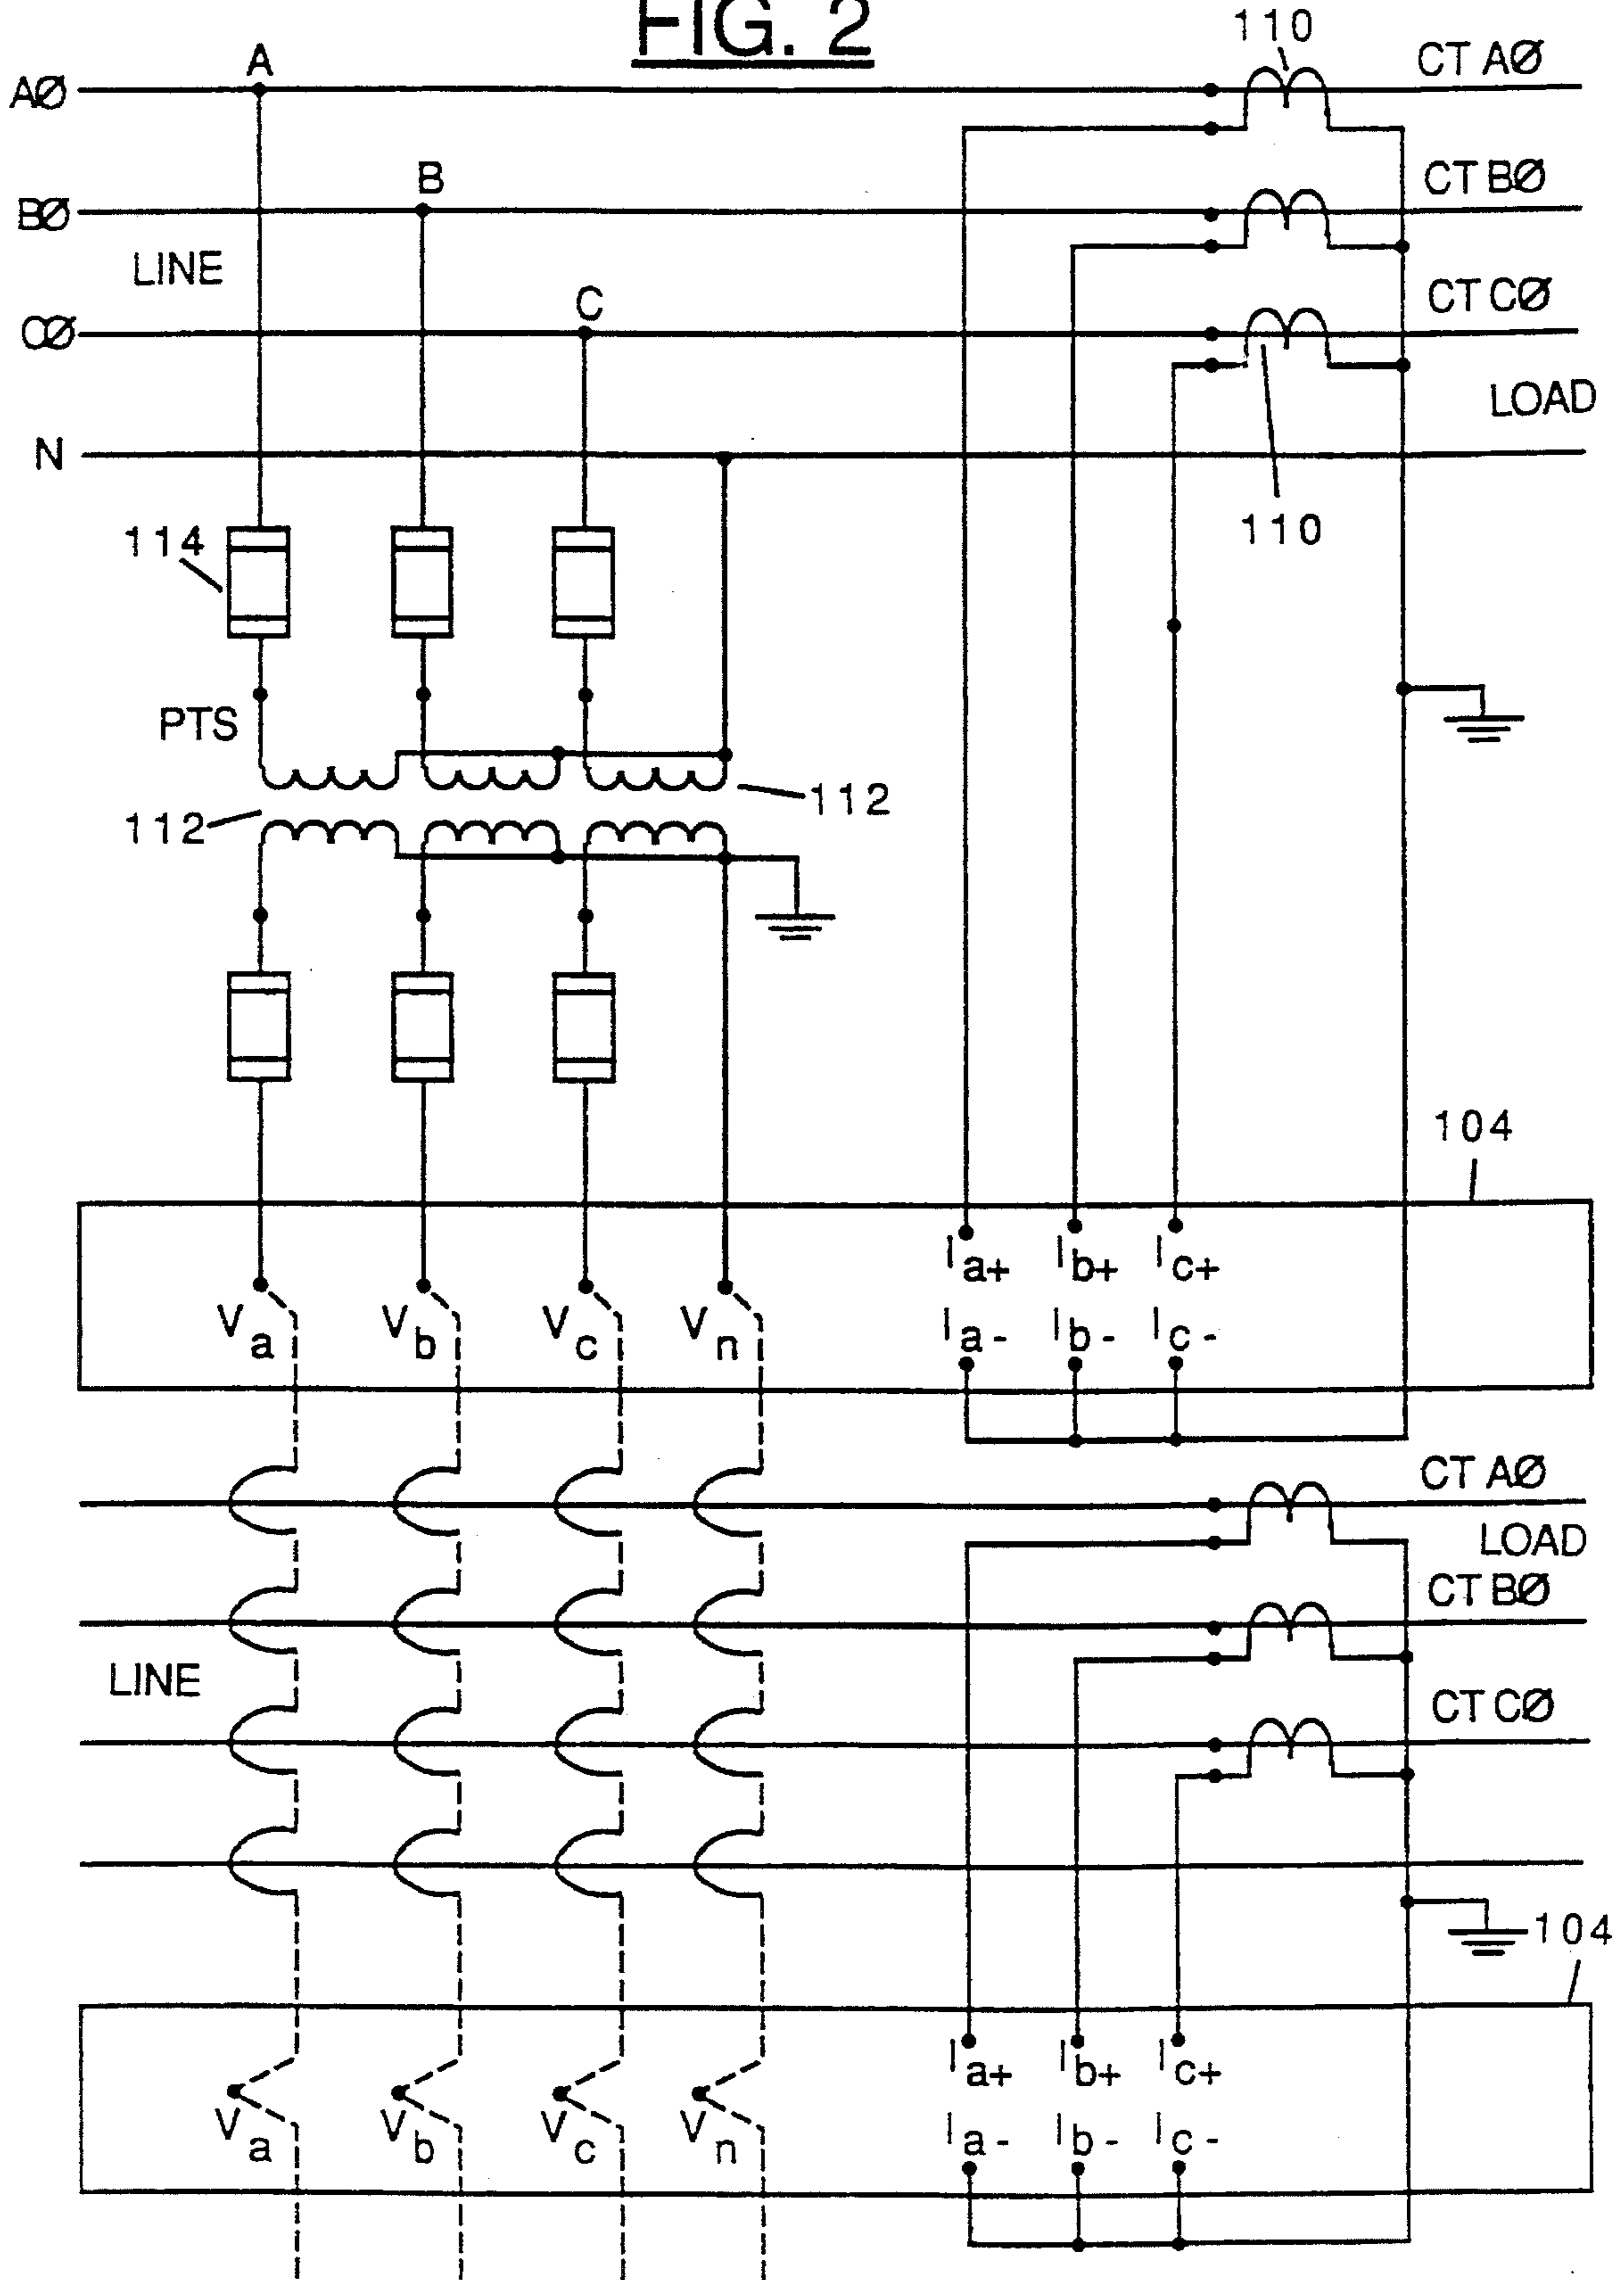 FIG. 2
110
A
CT AØ
AØ
B
CT BØ
BØ
LINE
C
CT CØ
CØ
LOAD
N
110
114
PTS
112
112
104
Ia+ Ib+ Ic+
Va Vb Vc Vn
Ia- Ib- Ic-
CT AØ
LOAD
CT BØ
LINE
CT CØ
104
Ia+ Ib+ Ic+
Va Vb Vc Vn
Ia- Ib- Ic-